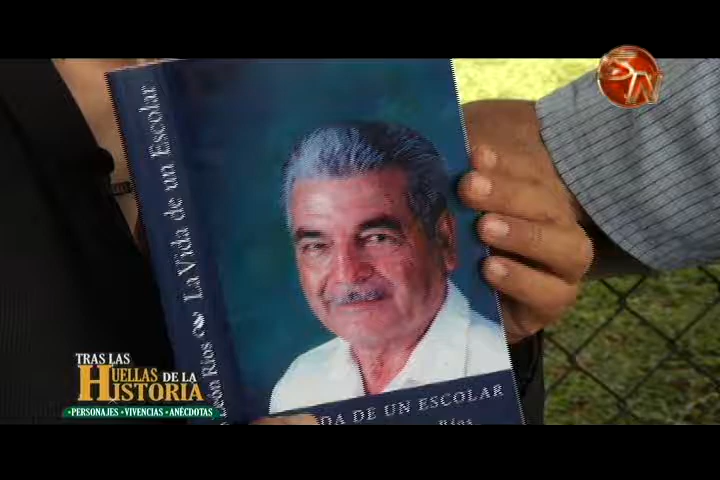 La Vida de un Escolar
León Ríos
DA DE UN ESCOLAR
Ríos
TRAS LAS
HUELLAS DE LA
HISTORIA
• PERSONAJES • VIVENCIAS • ANÉCDOTAS